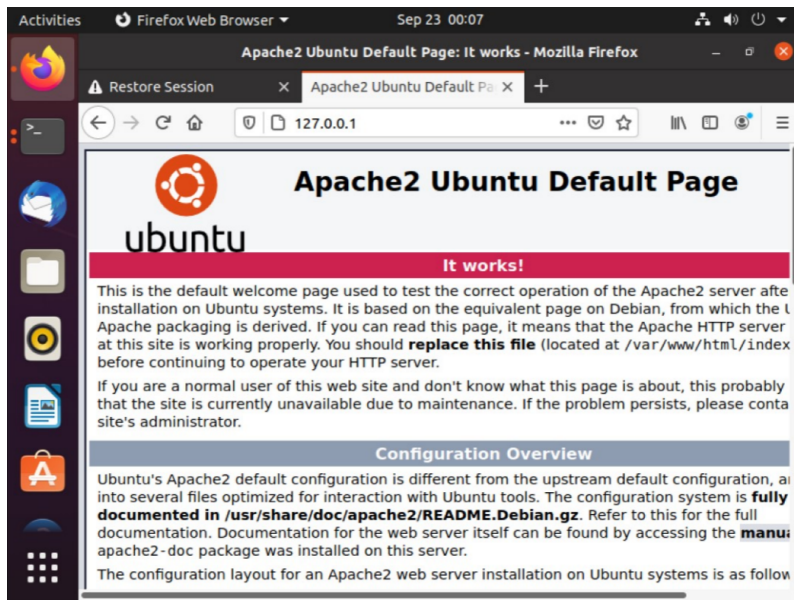 Activities
Firefox Web Browser
Sep 23 00:07
Apache2 Ubuntu Default Page: It works - Mozilla Firefox
Restore Session
Apache2 Ubuntu Default Pa
127.0.0.1
ubuntu
Apache2 Ubuntu Default Page
It works!
This is the default welcome page used to test the correct operation of the Apache2 server afte
installation on Ubuntu systems. It is based on the equivalent page on Debian, from which the U
Apache packaging is derived. If you can read this page, it means that the Apache HTTP server
at this site is working properly. You should replace this file (located at /var/www/html/index
before continuing to operate your HTTP server.
If you are a normal user of this web site and don't know what this page is about, this probably
that the site is currently unavailable due to maintenance. If the problem persists, please conta
site's administrator.
Configuration Overview
Ubuntu's Apache2 default configuration is different from the upstream default configuration, a
into several files optimized for interaction with Ubuntu tools. The configuration system is fully
documented in /usr/share/doc/apache2/README.Debian.gz. Refer to this for the full
documentation. Documentation for the web server itself can be found by accessing the manua
apache2-doc package was installed on this server.
The configuration layout for an Apache2 web server installation on Ubuntu systems is as follow